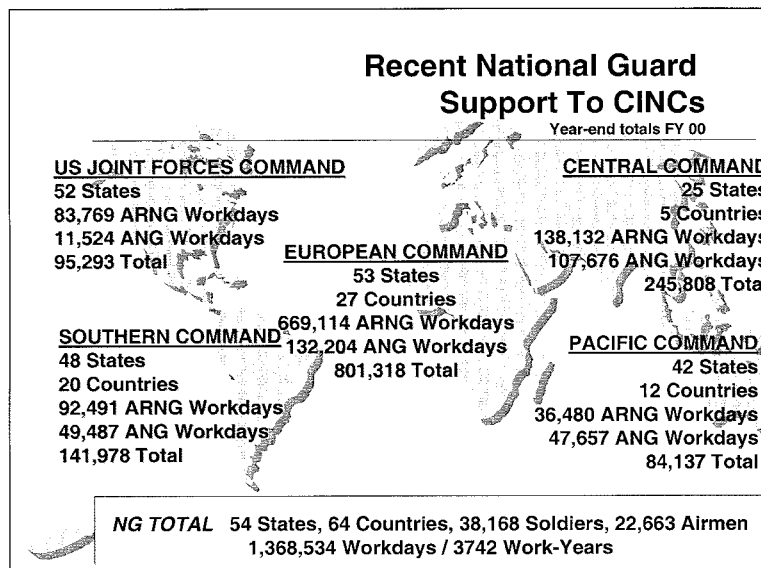 Recent National Guard
Support To CINCs
Year-end totals FY 00
US JOINT FORCES COMMAND
52 States
83,769 ARNG Workdays
11,524 ANG Workdays
95,293 Total
CENTRAL COMMAND
25 States
5 Countries
138,132 ARNG Workdays
107,676 ANG Workdays
245,808 Total
EUROPEAN COMMAND
53 States
27 Countries
669,114 ARNG Workdays
132,204 ANG Workdays
801,318 Total
SOUTHERN COMMAND
48 States
20 Countries
92,491 ARNG Workdays
49,487 ANG Workdays
141,978 Total
PACIFIC COMMAND
42 States
12 Countries
36,480 ARNG Workdays
47,657 ANG Workdays
84,137 Total
NG TOTAL 54 States, 64 Countries, 38,168 Soldiers, 22,663 Airmen
1,368,534 Workdays / 3742 Work-Years